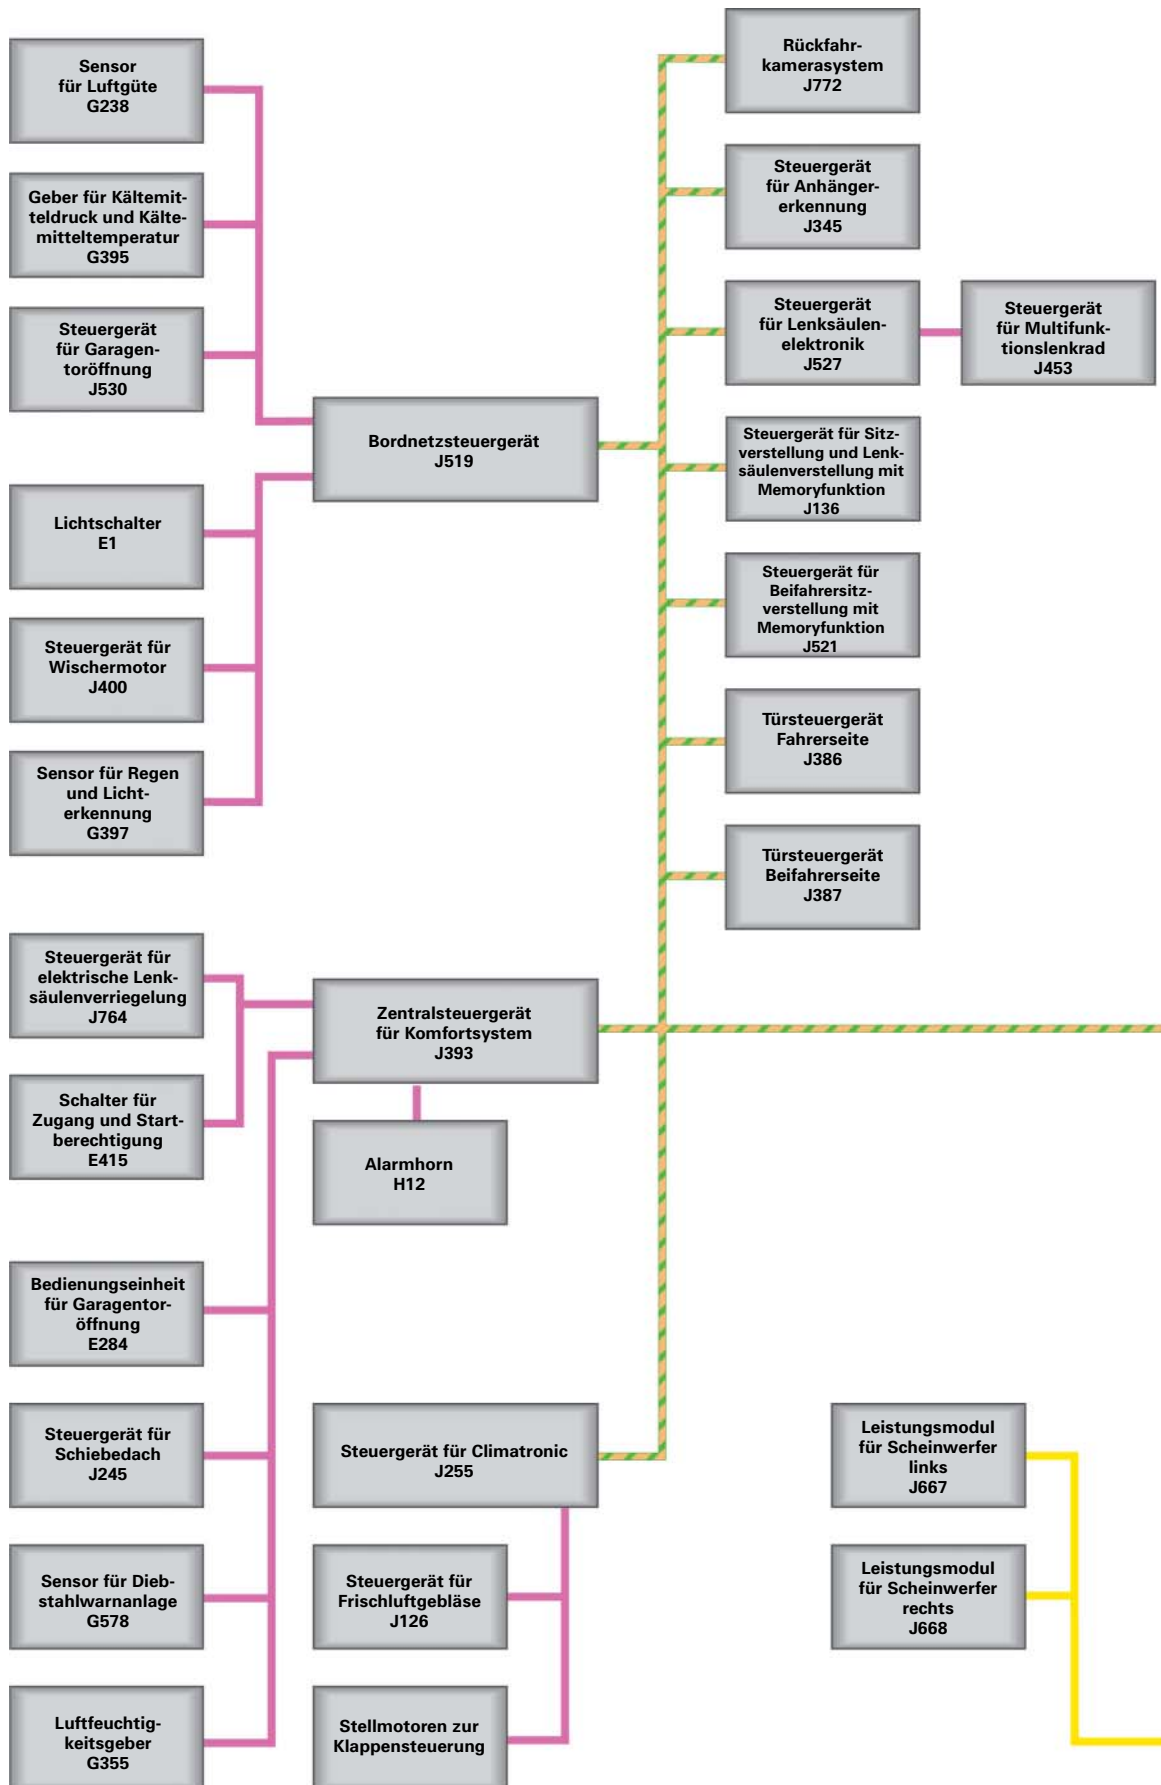 Sensor
für Luftgüte
G238
Geber für Kältemit-
teldruck und Kälte-
mitteltemperatur
G395
Steuergerät
für Garagen-
toröffnung
J530
Lichtschalter
E1
Steuergerät für
Wischermotor
J400
Sensor für Regen
und Licht-
erkennung
G397
Bordnetzsteuergerät
J519
Rückfahr-
kamerasystem
J772
Steuergerät
für Anhänger-
erkennung
J345
Steuergerät
für Lenksäulen-
elektronik
J527
Steuergerät
für Multifunk-
tionslenkrad
J453
Steuergerät für Sitz-
verstellung und Lenk-
säulenverstellung mit
Memoryfunktion
J136
Steuergerät für
Beifahrersitz-
verstellung mit
Memoryfunktion
J521
Türsteuergerät
Fahrerseite
J386
Türsteuergerät
Beifahrerseite
J387
Steuergerät für
elektrische Lenk-
säulenverriegelung
J764
Schalter für
Zugang und Start-
berechtigung
E415
Zentralsteuergerät
für Komfortsystem
J393
Alarmhorn
H12
Bedienungseinheit
für Garagentor-
öffnung
E284
Steuergerät für
Schiebedach
J245
Sensor für Dieb-
stahlwarnanlage
G578
Luftfeuchtig-
keitsgeber
G355
Steuergerät für Climatronic
J255
Steuergerät für
Frischluftgebläse
J126
Stellmotoren zur
Klappensteuerung
Leistungsmodul
für Scheinwerfer
links
J667
Leistungsmodul
für Scheinwerfer
rechts
J668